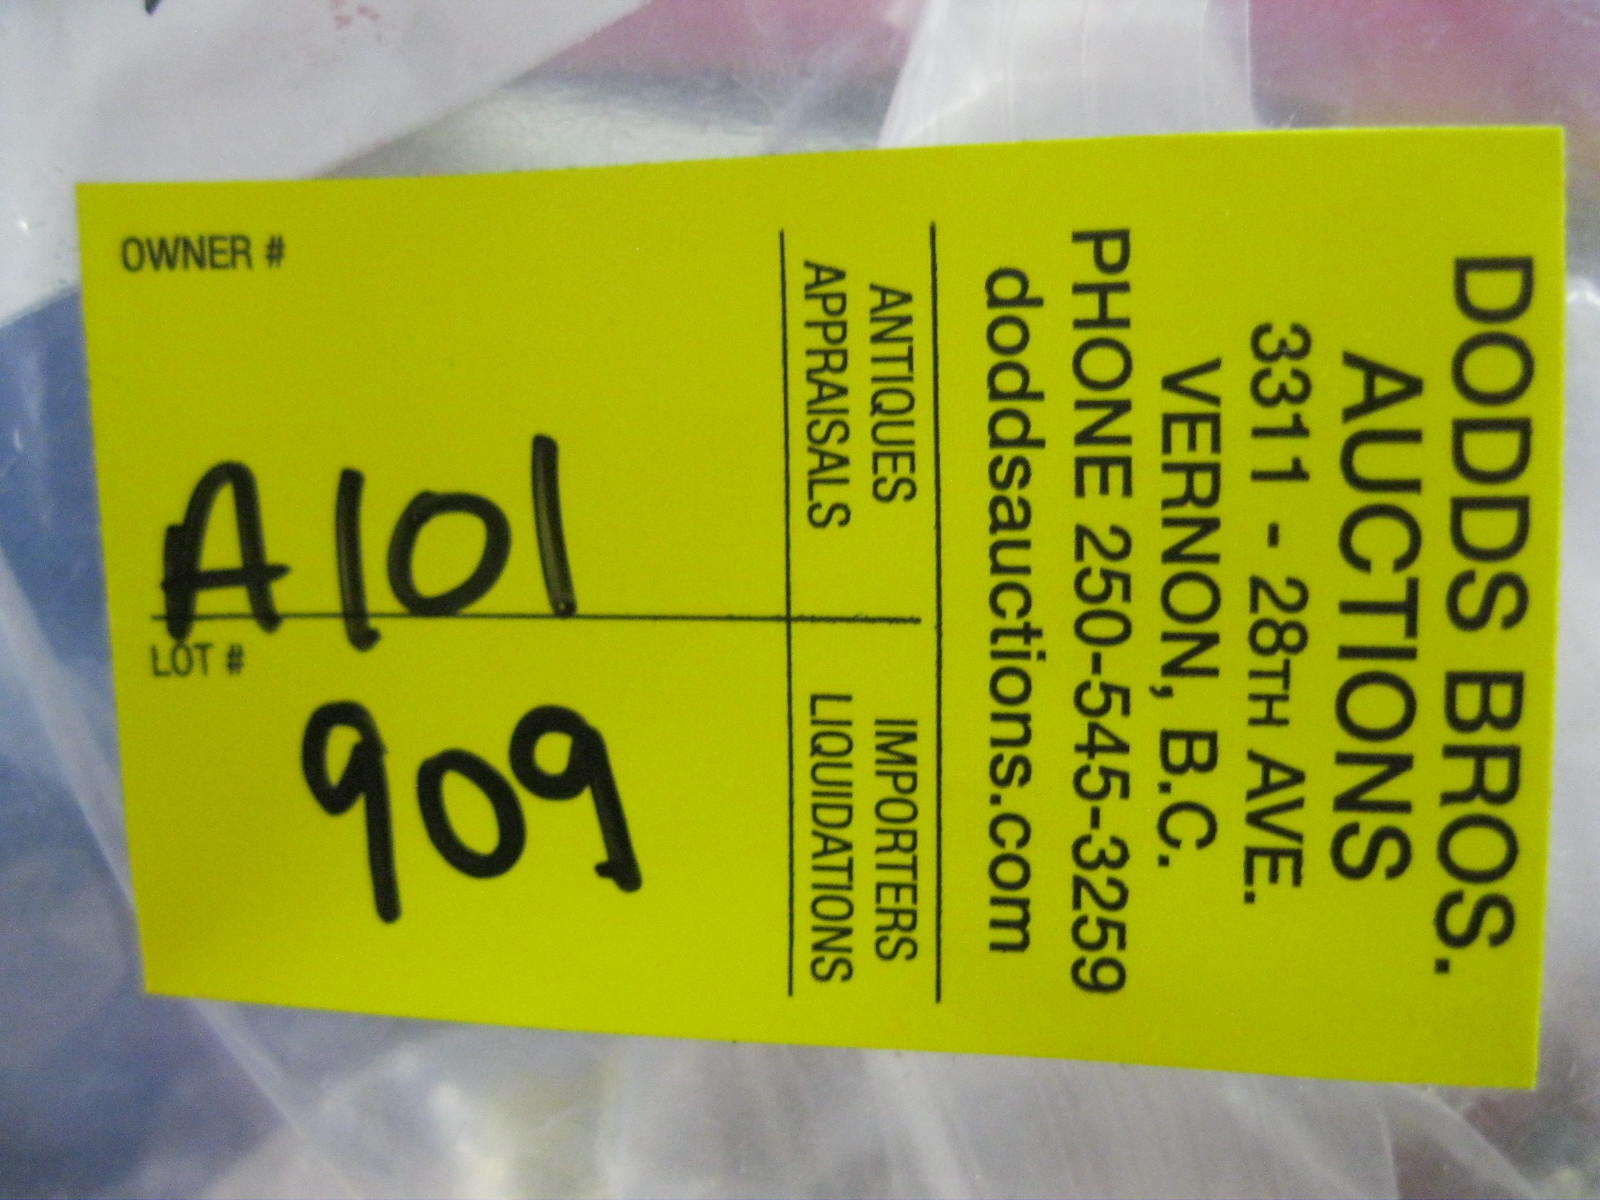 DODDS BROS.
AUCTIONS
3311 - 28TH AVE.
VERNON, B.C.
PHONE 250-545-3259
doddsauctions.com
ANTIQUES IMPORTERS
APPRAISALS LIQUIDATIONS
OWNER #
A101
LOT #
909